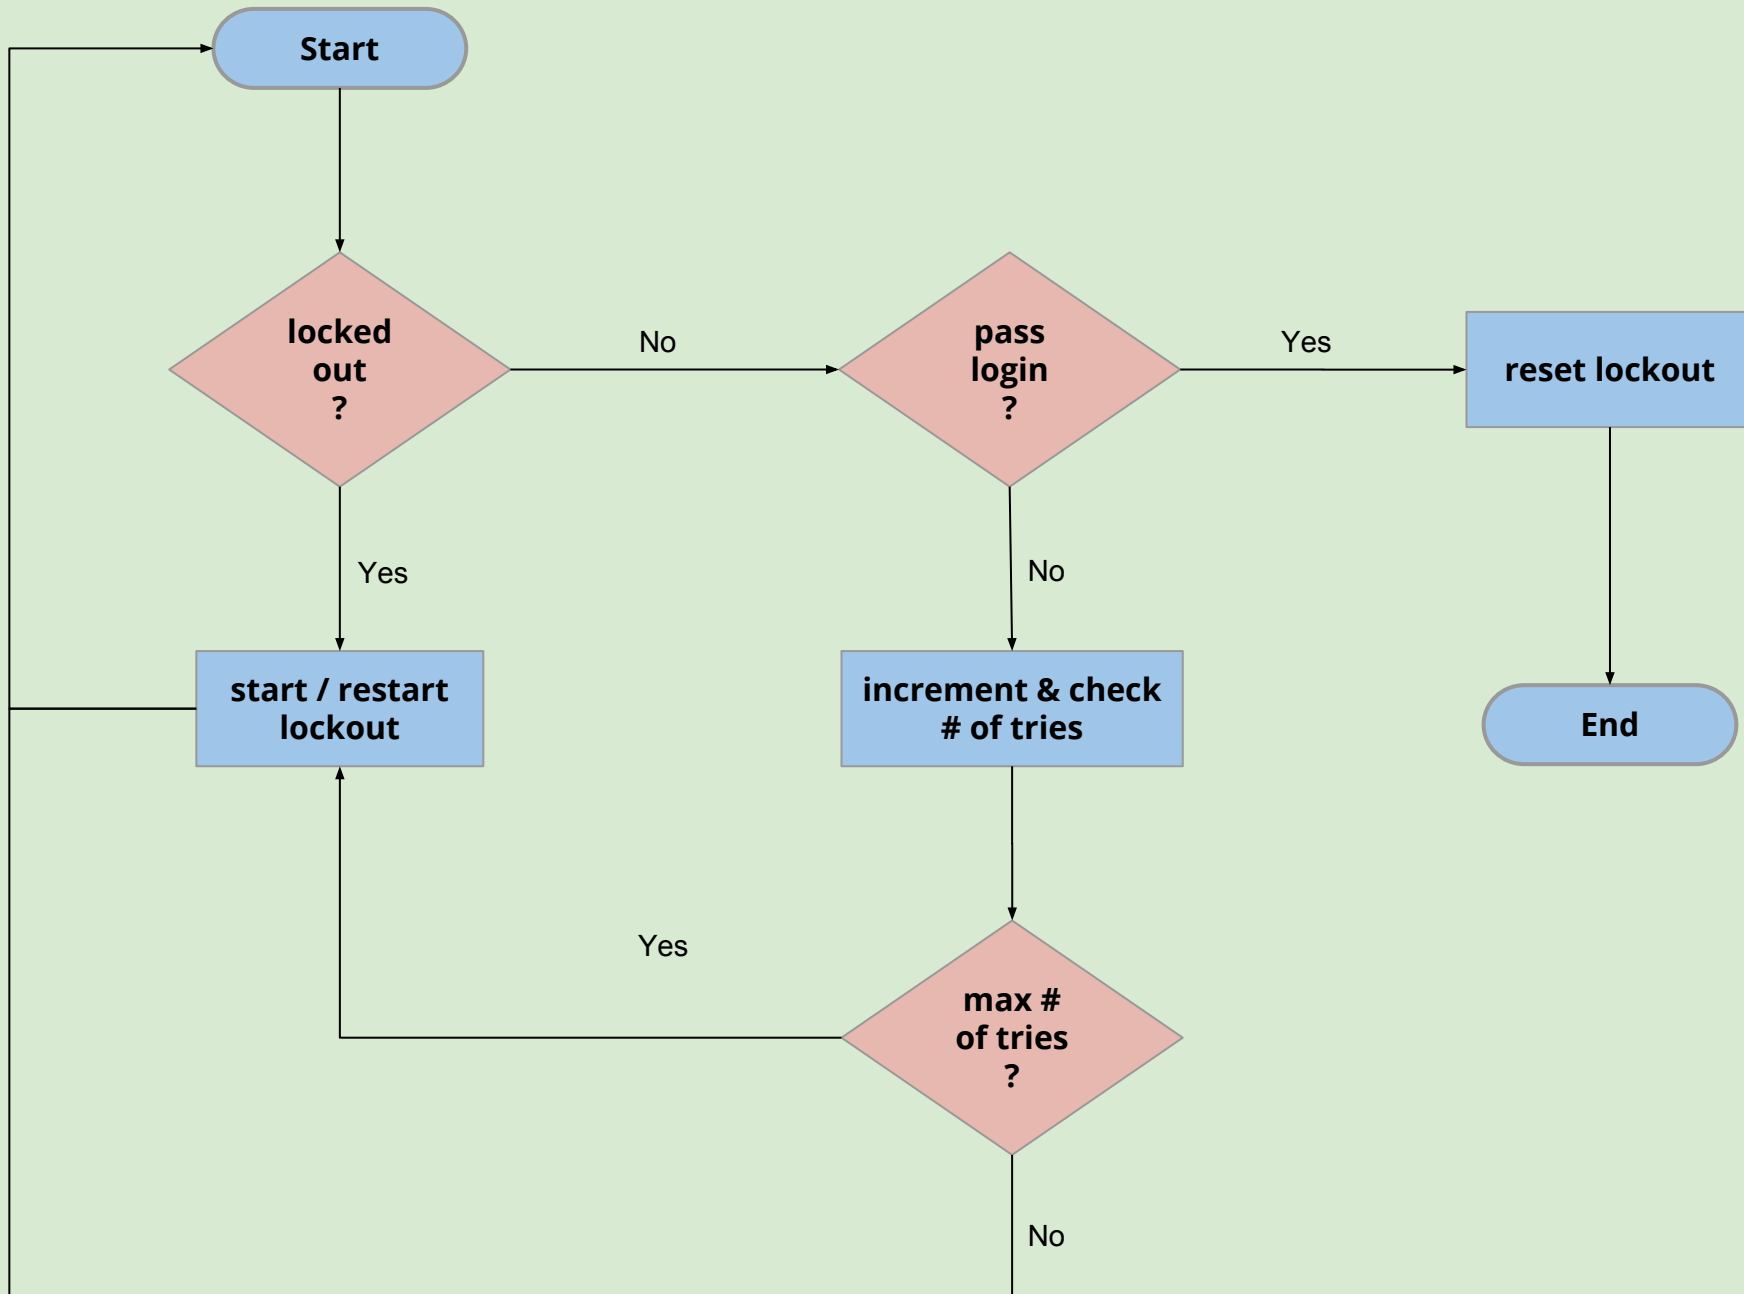 Start
locked
out
?
No
pass
login
?
Yes
reset lockout
Yes
No
start / restart
lockout
increment & check
# of tries
End
Yes
max #
of tries
?
No